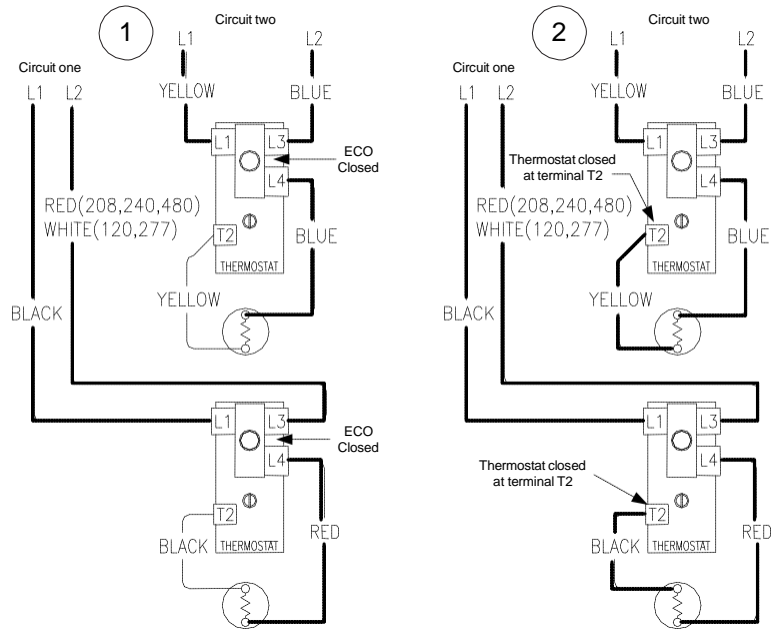 1
Circuit two
L1
L2
Circuit one
L1 L2
YELLOW
BLUE
L1
L3
ECO
Closed
L4
RED(208,240,480)
WHITE(120,277)
T2
BLUE
THERMOSTAT
YELLOW
BLACK
L1
L3
ECO
Closed
L4
T2
RED
BLACK
THERMOSTAT
2
Circuit two
L1
L2
Circuit one
L1 L2
YELLOW
BLUE
L1
L3
Thermostat closed
at terminal T2
L4
RED(208,240,480)
WHITE(120,277)
T2
BLUE
THERMOSTAT
YELLOW
BLACK
L1
L3
L4
Thermostat closed
at terminal T2
T2
RED
BLACK
THERMOSTAT